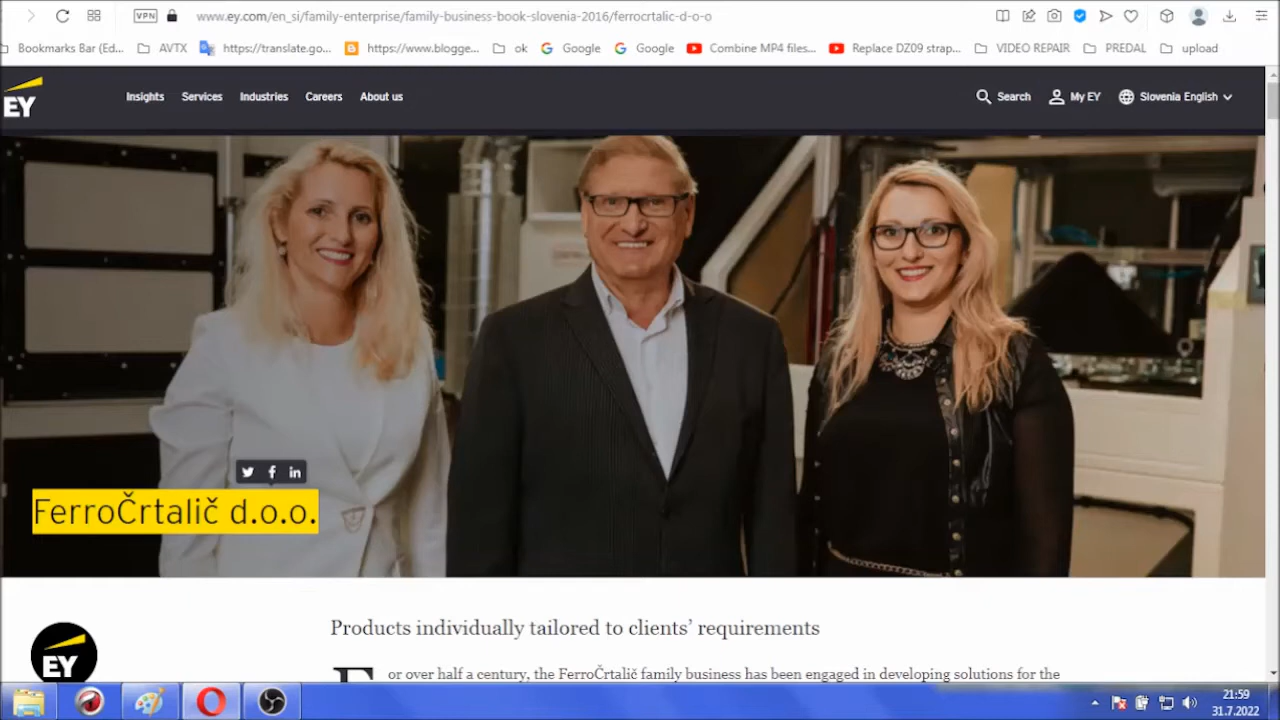 VPN www.ey.com/en_si/family-enterprise/family-business-book-slovenia-2016/ferrocrtalic-d-o-o
Bookmarks Bar (Ed... AVTX https://translate.go... https://www.blogge... ok Google Google Combine MP4 files... Replace DZ09 strap... VIDEO REPAIR PREDAL upload
EY Insights Services Industries Careers About us Search My EY Slovenia English
FerroČrtalič d.o.o.
Products individually tailored to clients’ requirements
EY
For over half a century, the FerroČrtalič family business has been engaged in developing solutions for the
21:59
31.7.2022